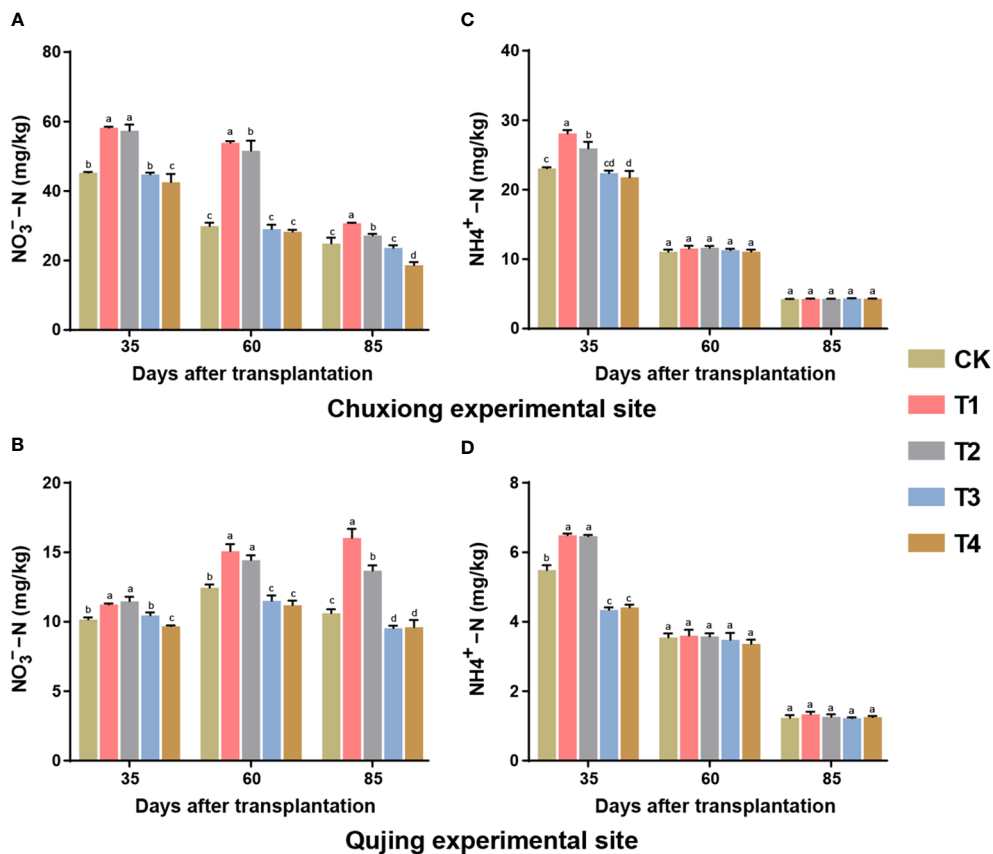 A
NO₃⁻ –N (mg/kg)
80
60
40
20
0
b a a b c
c a b c c
c a b c d
35 60 85
Days after transplantation
C
NH4⁺ –N (mg/kg)
40
30
20
10
0
c a b cd d
a a a a a
a a a a a
35 60 85
Days after transplantation
Chuxiong experimental site
CK
T1
T2
T3
T4
B
NO₃⁻ –N (mg/kg)
20
15
10
5
0
b a a b c
b a a c c
c a b d d
35 60 85
Days after transplantation
D
NH4⁺ –N (mg/kg)
8
6
4
2
0
b a a c c
a a a a a
a a a a a
35 60 85
Days after transplantation
Qujing experimental site